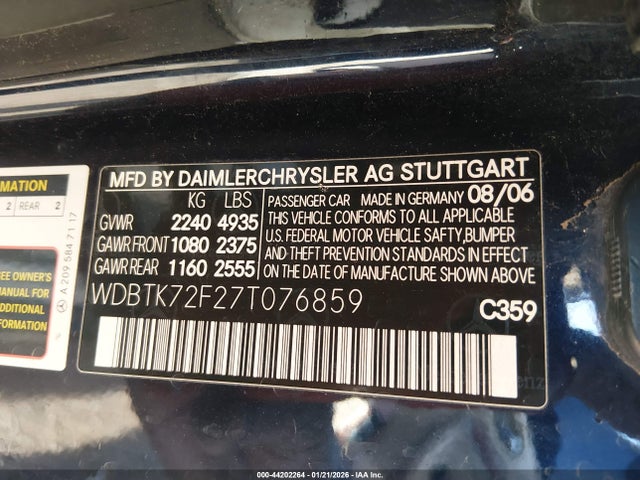 MFD BY DAIMLERCHRYSLER AG STUTTGART
KG LBS
GVWR 2240 4935
GAWR FRONT 1080 2375
GAWR REAR 1160 2555
PASSENGER CAR MADE IN GERMANY 08/06
THIS VEHICLE CONFORMS TO ALL APPLICABLE
U.S. FEDERAL MOTOR VEHICLE SAFTY,BUMPER
AND THEFT PREVENTION STANDARDS IN
EFFECT ON THE DATE OF MANUFACTURE
SHOWN ABOVE.
WDBTK72F27T076859
C359
MATION
2 REAR 2
EE OWNER'S
MANUAL FOR
ADDITIONAL
FORMATION
A 209 584 71 17
000-44202264 | 01/21/2026 - IAA Inc.